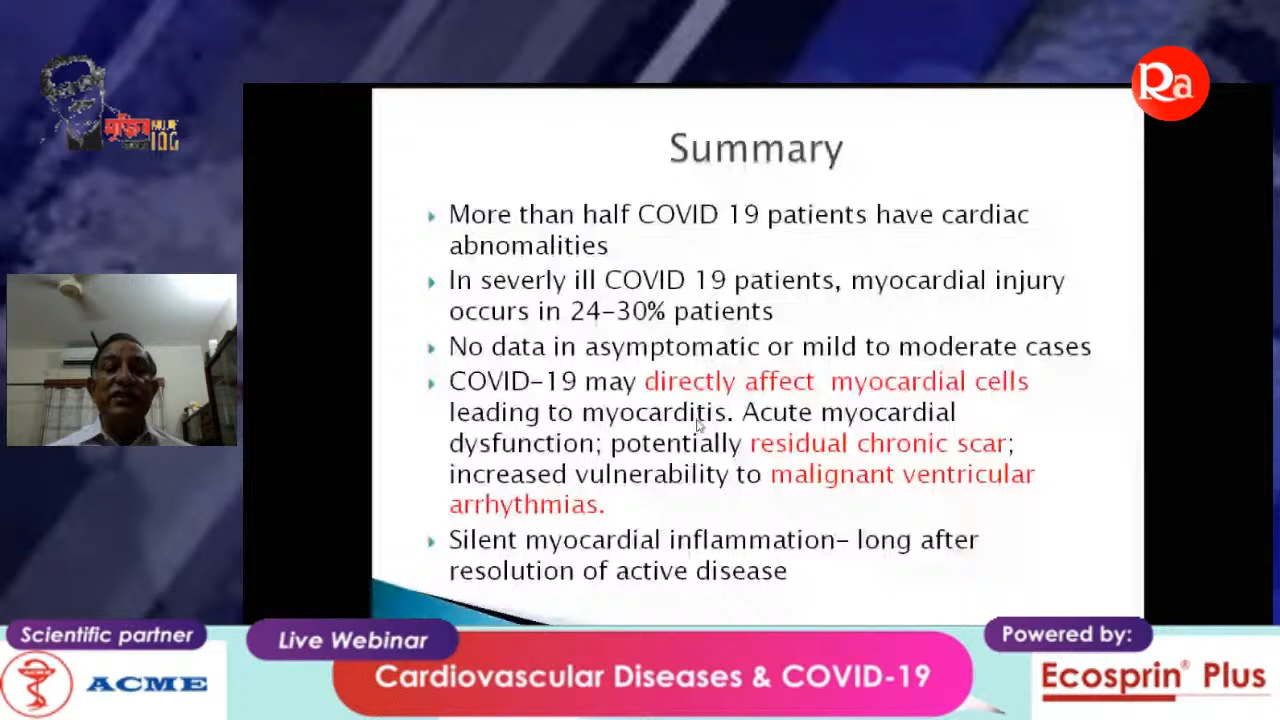 মুজিব
100
Ra
Summary
More than half COVID 19 patients have cardiac
abnomalities
In severly ill COVID 19 patients, myocardial injury
occurs in 24-30% patients
No data in asymptomatic or mild to moderate cases
COVID-19 may directly affect myocardial cells
leading to myocarditis. Acute myocardial
dysfunction; potentially residual chronic scar;
increased vulnerability to malignant ventricular
arrhythmias.
Silent myocardial inflammation- long after
resolution of active disease
Scientific partner
ACME
Live Webinar
Cardiovascular Diseases & COVID-19
Powered by:
Ecosprin® Plus